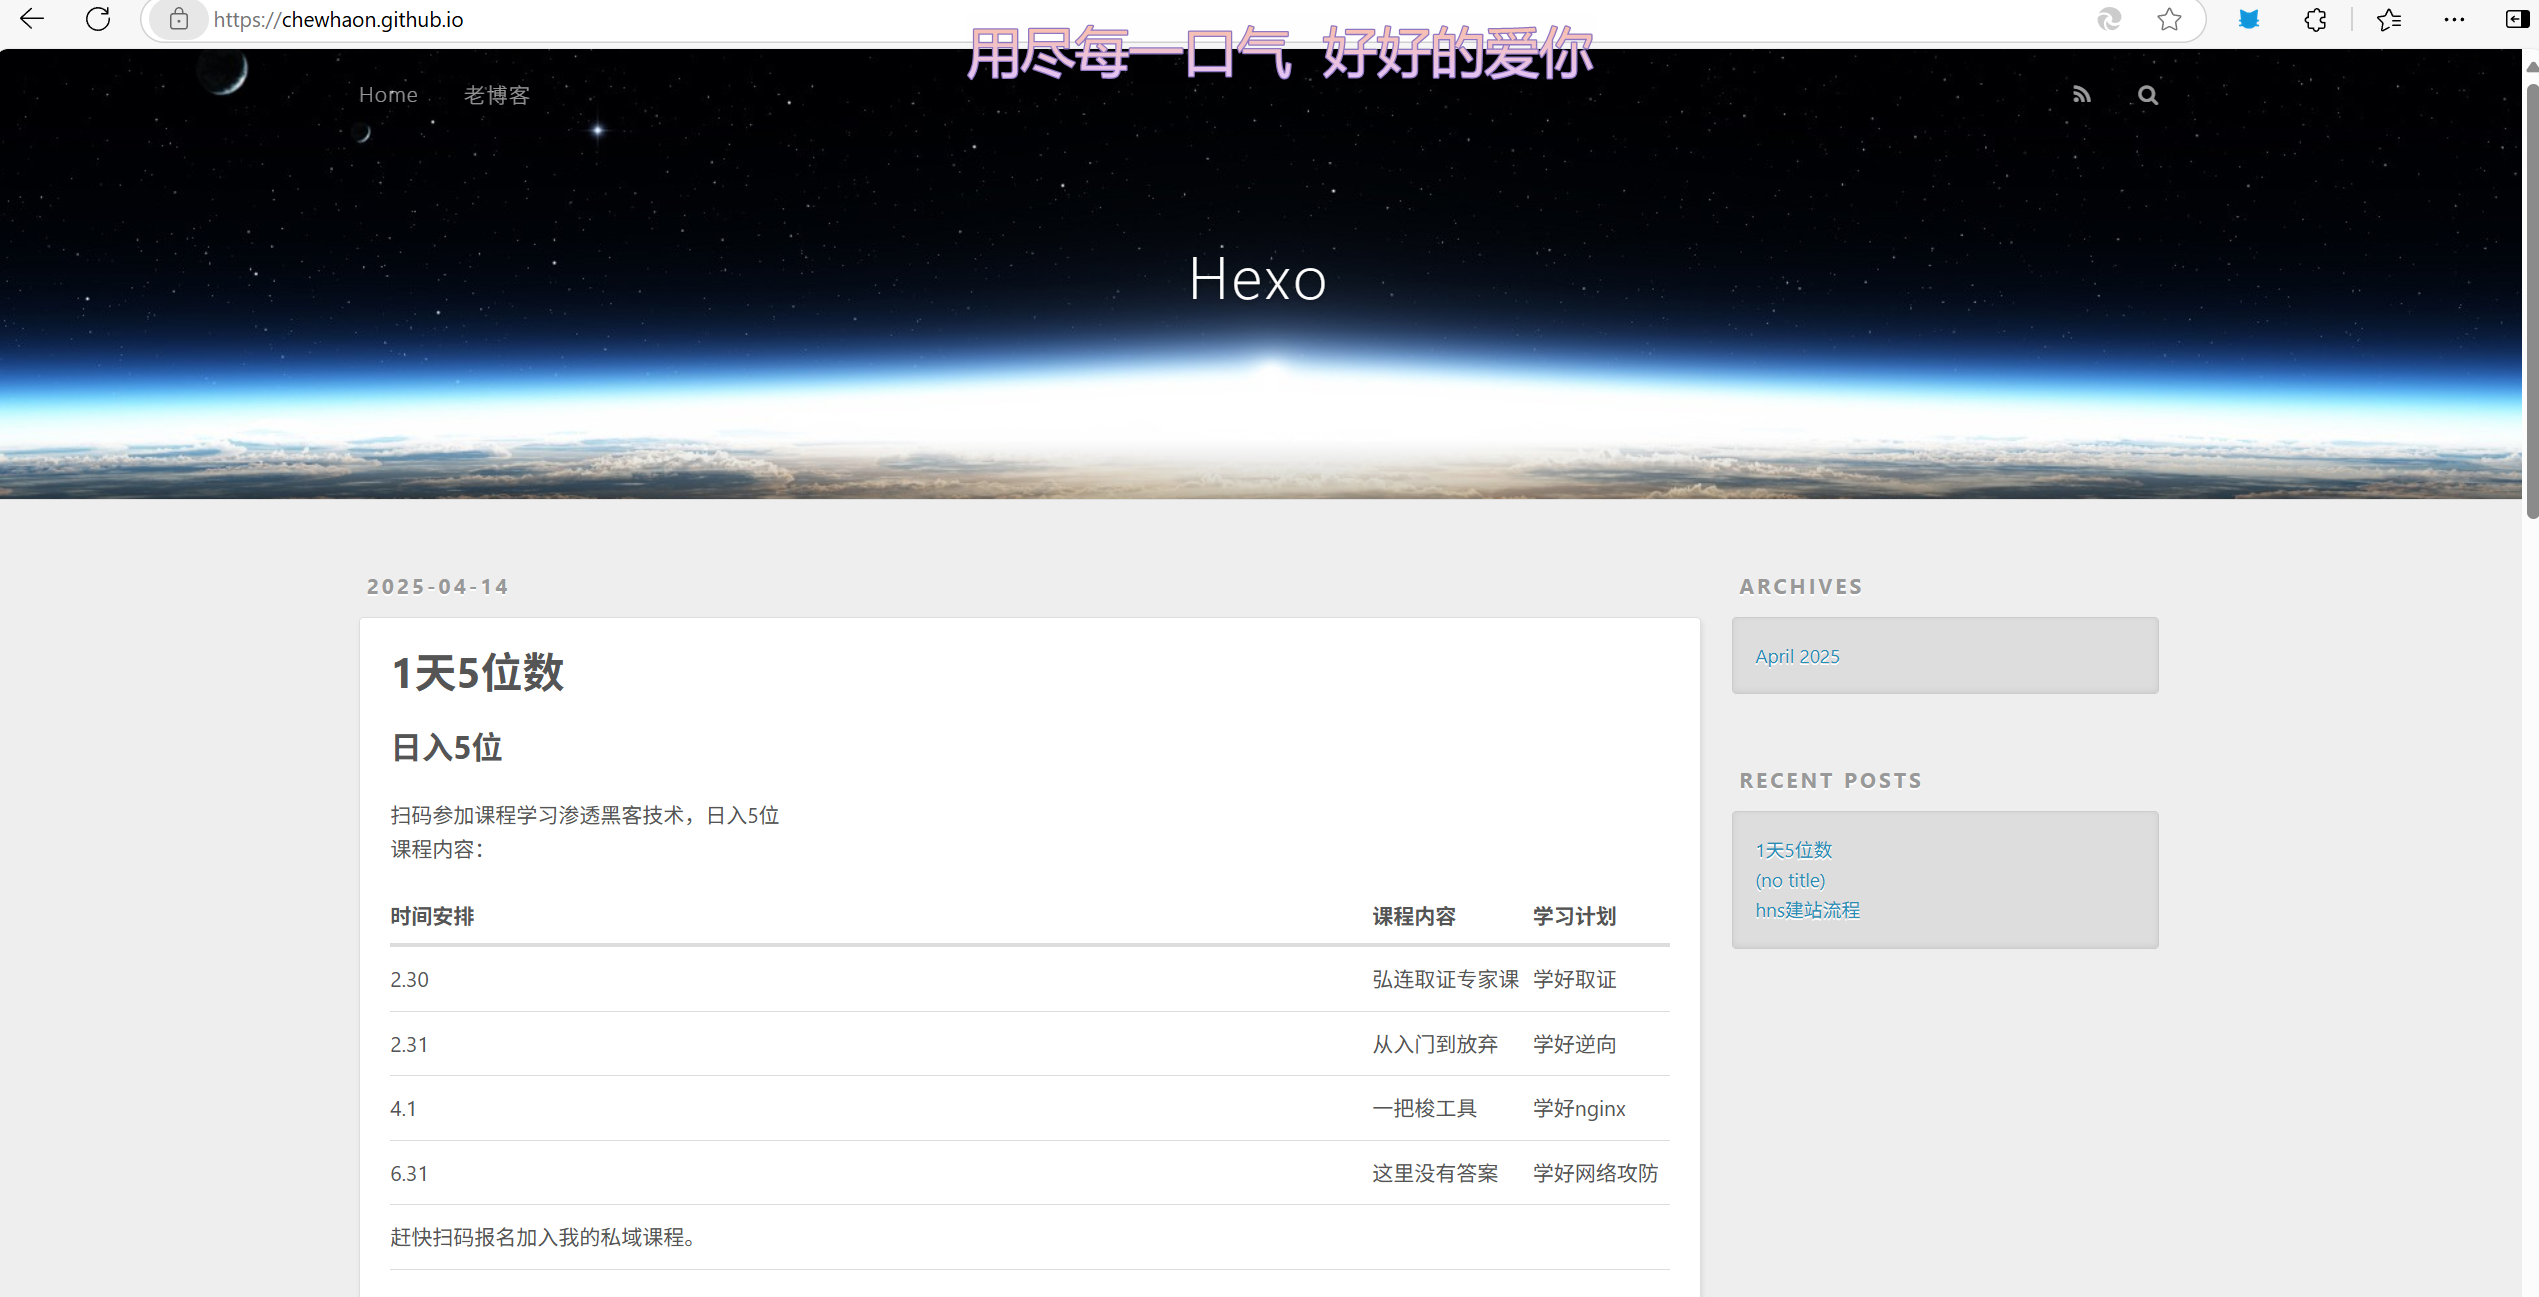 https://chewhaon.github.io
用尽每一口气 好好的爱你
Home 老博客
Hexo
2025-04-14
1天5位数
日入5位
扫码参加课程学习渗透黑客技术，日入5位
课程内容：
时间安排 课程内容 学习计划
2.30 弘连取证专家课 学好取证
2.31 从入门到放弃 学好逆向
4.1 一把梭工具 学好nginx
6.31 这里没有答案 学好网络攻防
赶快扫码报名加入我的私域课程。
ARCHIVES
April 2025
RECENT POSTS
1天5位数
(no title)
hns建站流程